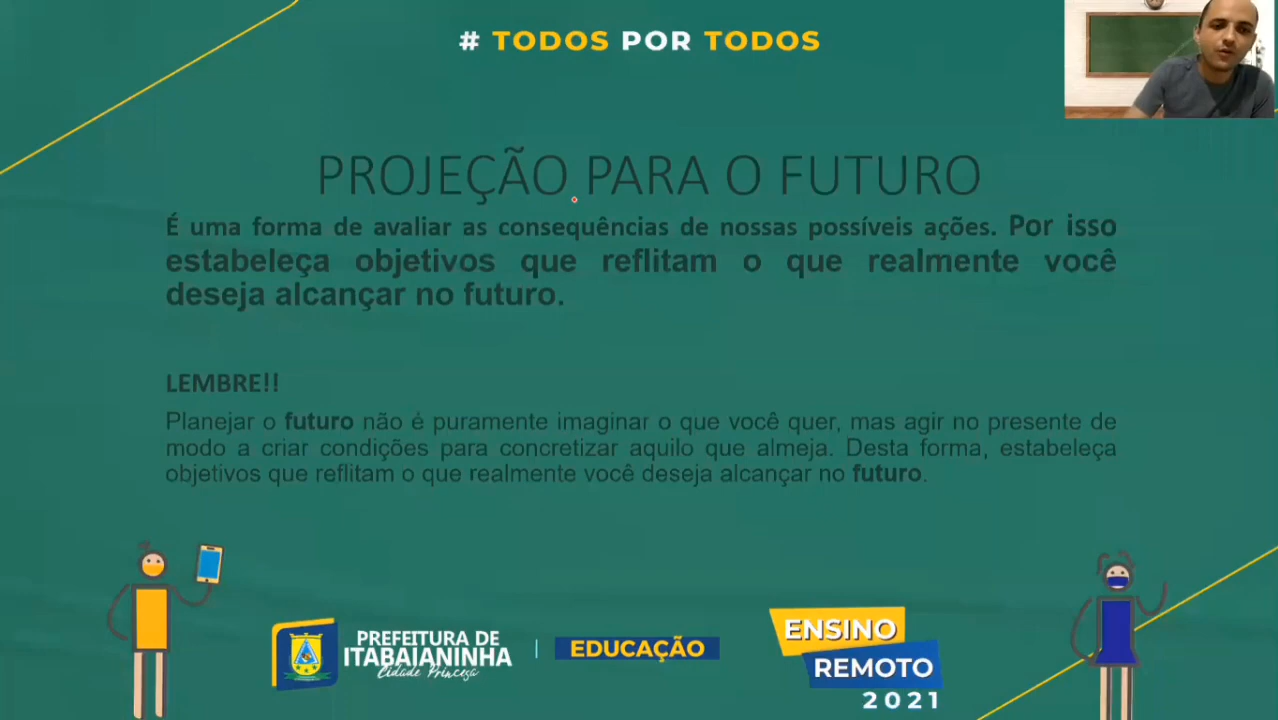 # TODOS POR TODOS
PROJEÇÃO PARA O FUTURO
É uma forma de avaliar as consequências de nossas possíveis ações. Por isso
estabeleça objetivos que reflitam o que realmente você
deseja alcançar no futuro.
LEMBRE!!
Planejar o futuro não é puramente imaginar o que você quer, mas agir no presente de
modo a criar condições para concretizar aquilo que almeja. Desta forma, estabeleça
objetivos que reflitam o que realmente você deseja alcançar no futuro.
PREFEITURA DE
ITABAIANINHA
Cidade Princesa
EDUCAÇÃO
ENSINO
REMOTO
2021